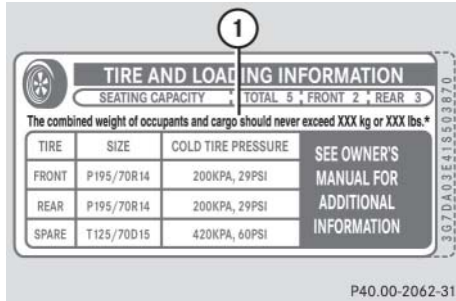 1
TIRE AND LOADING INFORMATION
SEATING CAPACITY TOTAL 5 FRONT 2 REAR 3
The combined weight of occupants and cargo should never exceed XXX kg or XXX lbs.*
TIRE SIZE COLD TIRE PRESSURE
FRONT P195/70R14 200KPA, 29PSI
REAR P195/70R14 200KPA, 29PSI
SPARE T125/70D15 420KPA, 60PSI
SEE OWNER'S
MANUAL FOR
ADDITIONAL
INFORMATION
3G7DA03E41S503870
P40.00-2062-31